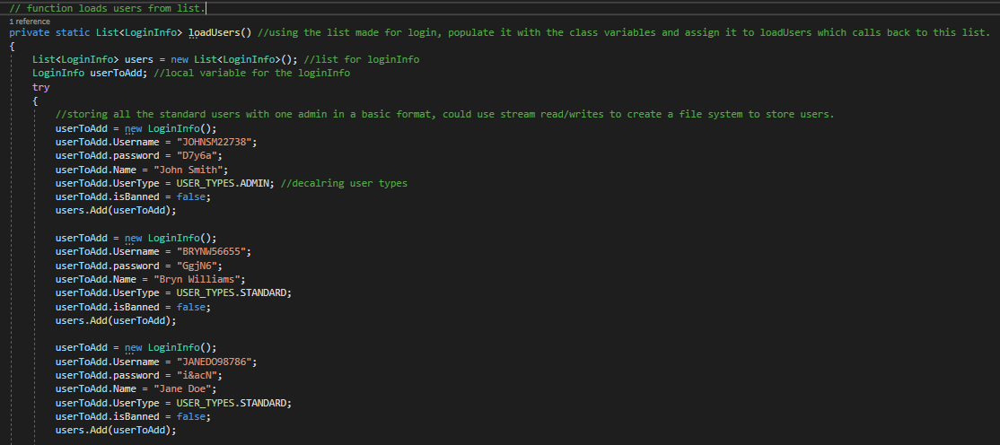 // function loads users from list.
1 reference
private static List<LoginInfo> loadUsers() //using the list made for login, populate it with the class variables and assign it to loadUsers which calls back to this list.
{
List<LoginInfo> users = new List<LoginInfo>(); //list for loginInfo
LoginInfo userToAdd; //local variable for the loginInfo
try
{
//storing all the standard users with one admin in a basic format, could use stream read/writes to create a file system to store users.
userToAdd = new LoginInfo();
userToAdd.Username = "JOHNSM22738";
userToAdd.password = "D7y6a";
userToAdd.Name = "John Smith";
userToAdd.UserType = USER_TYPES.ADMIN; //decalring user types
userToAdd.isBanned = false;
users.Add(userToAdd);
userToAdd = new LoginInfo();
userToAdd.Username = "BRYNW56655";
userToAdd.password = "GgjN6";
userToAdd.Name = "Bryn Williams";
userToAdd.UserType = USER_TYPES.STANDARD;
userToAdd.isBanned = false;
users.Add(userToAdd);
userToAdd = new LoginInfo();
userToAdd.Username = "JANEDO98786";
userToAdd.password = "i&acN";
userToAdd.Name = "Jane Doe";
userToAdd.UserType = USER_TYPES.STANDARD;
userToAdd.isBanned = false;
users.Add(userToAdd);